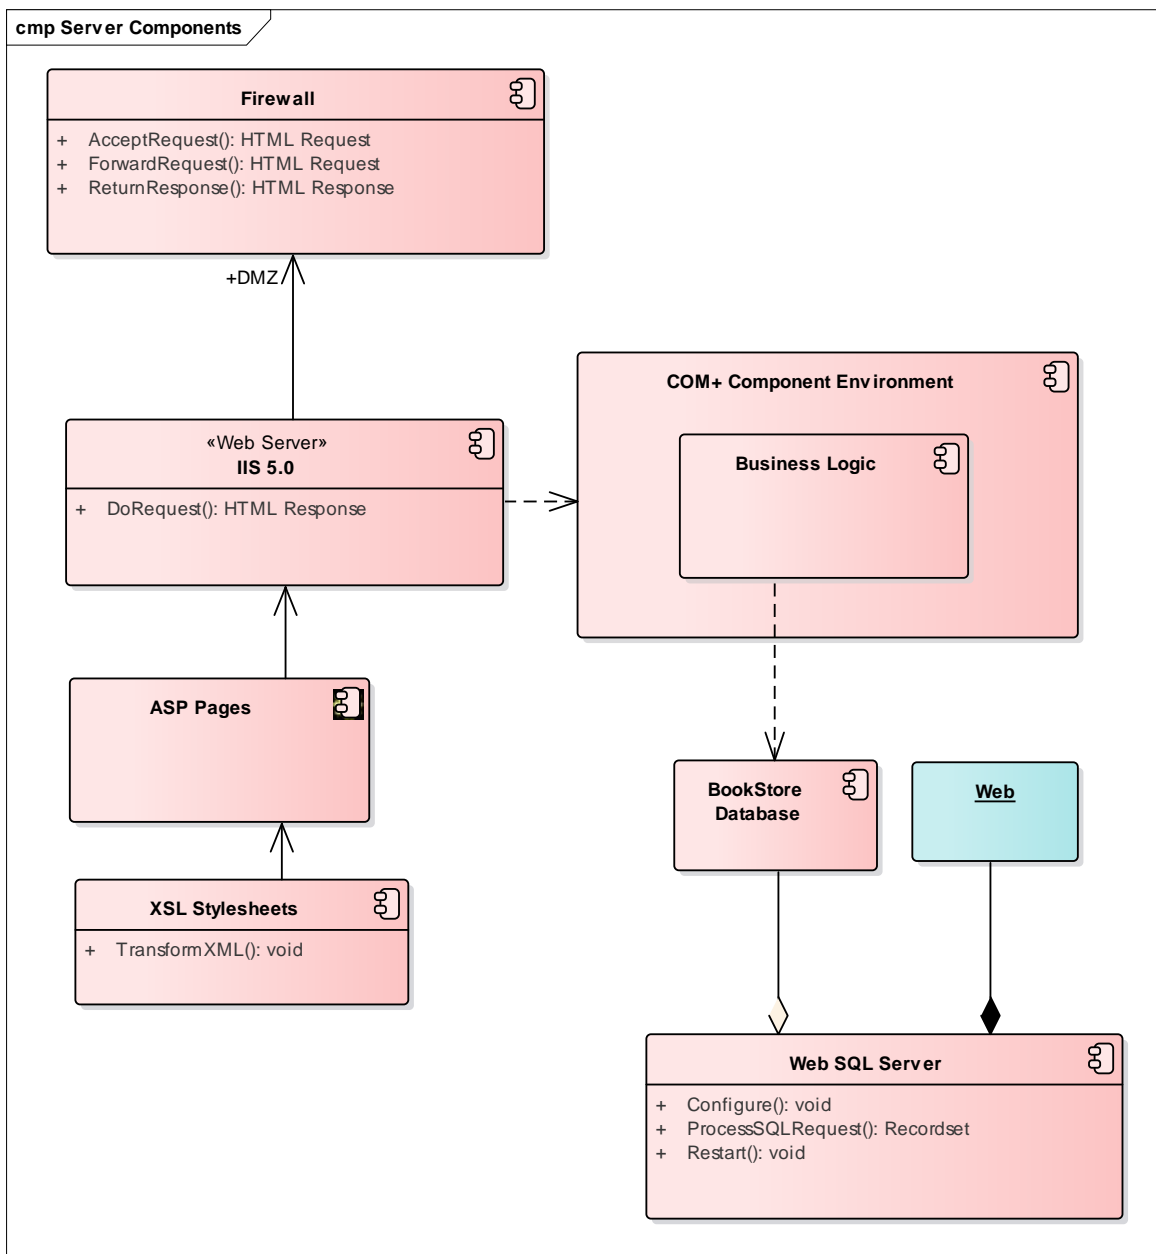 cmp Server Components
Firewall
+ AcceptRequest(): HTML Request
+ ForwardRequest(): HTML Request
+ ReturnResponse(): HTML Response
+DMZ
COM+ Component Environment
Business Logic
«Web Server»
IIS 5.0
+ DoRequest(): HTML Response
ASP Pages
BookStore
Database
Web
XSL Stylesheets
+ TransformXML(): void
Web SQL Server
+ Configure(): void
+ ProcessSQLRequest(): Recordset
+ Restart(): void